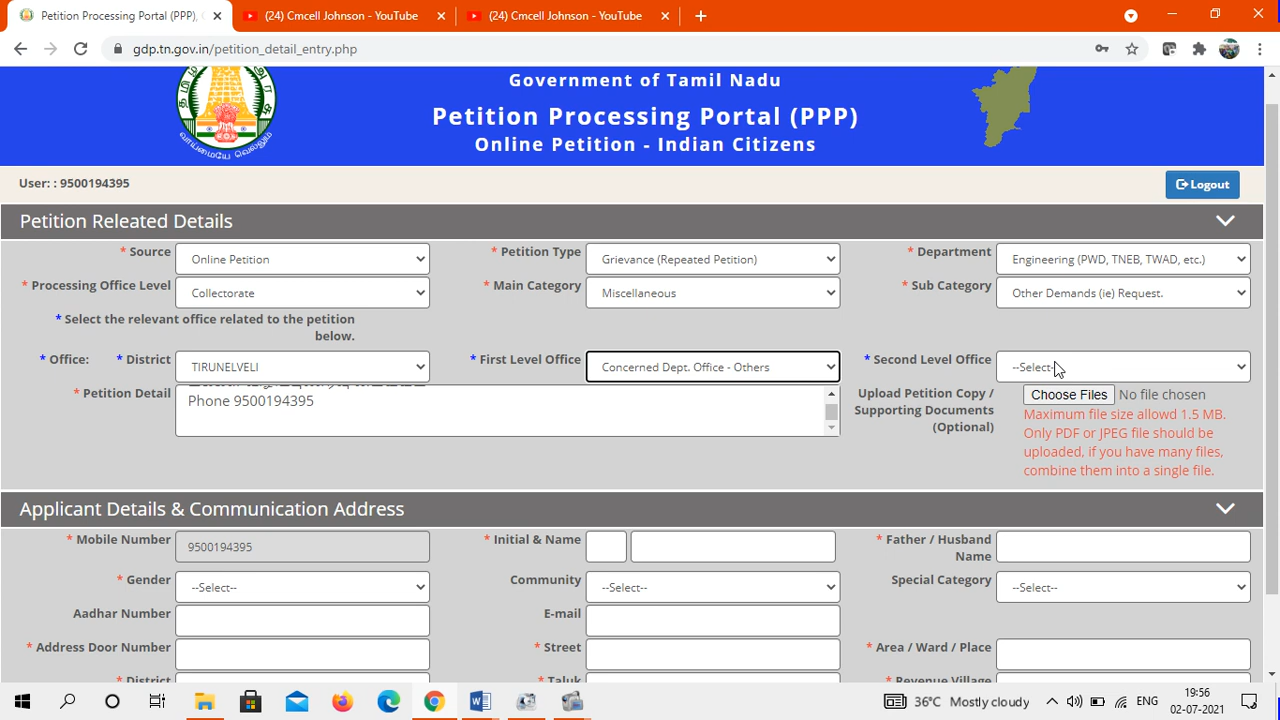 Petition Processing Portal (PPP), (
(24) Cmcell Johnson - YouTube
(24) Cmcell Johnson - YouTube
gdp.tn.gov.in/petition_detail_entry.php
Government of Tamil Nadu
Petition Processing Portal (PPP)
Online Petition - Indian Citizens
வாய்மையே வெல்லும்
User: : 9500194395
Logout
Petition Releated Details
* Source Online Petition * Petition Type Grievance (Repeated Petition) * Department Engineering (PWD, TNEB, TWAD, etc.)
* Processing Office Level Collectorate * Main Category Miscellaneous * Sub Category Other Demands (ie) Request.
* Select the relevant office related to the petition
below.
* Office: * District TIRUNELVELI * First Level Office Concerned Dept. Office - Others * Second Level Office --Select--
* Petition Detail
Phone 9500194395
Upload Petition Copy /
Supporting Documents
(Optional)
Choose Files No file chosen
Maximum file size allowd 1.5 MB.
Only PDF or JPEG file should be
uploaded, if you have many files,
combine them into a single file.
Applicant Details & Communication Address
* Mobile Number 9500194395 * Initial & Name * Father / Husband
Name
* Gender --Select-- Community --Select-- Special Category --Select--
Aadhar Number E-mail
* Address Door Number * Street * Area / Ward / Place
* District * Taluk * Revenue Village
36°C Mostly cloudy ENG 19:56
02-07-2021